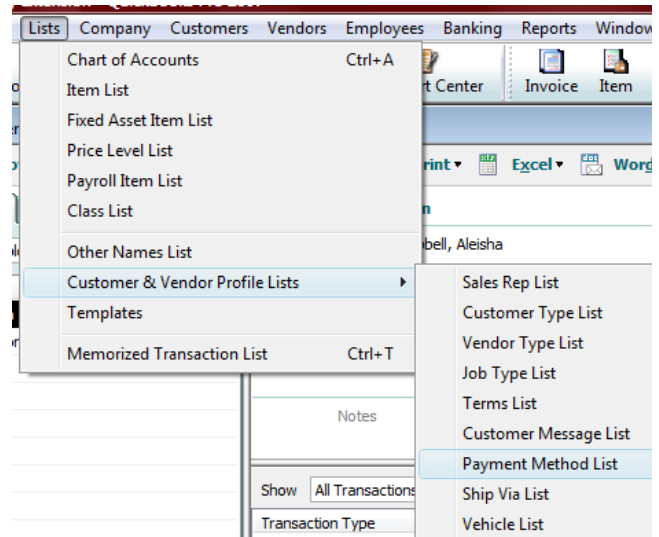 Lists Company Customers Vendors Employees Banking Reports Window
Chart of Accounts Ctrl+A
Item List
t Center Invoice Item
Fixed Asset Item List
Price Level List
rint Excel Word
Payroll Item List
Class List
Other Names List
bell, Aleisha
Customer & Vendor Profile Lists
Sales Rep List
Templates
Customer Type List
Vendor Type List
Memorized Transaction List Ctrl+T
Job Type List
Terms List
Notes
Customer Message List
Payment Method List
Show All Transactions
Ship Via List
Transaction Type
Vehicle List